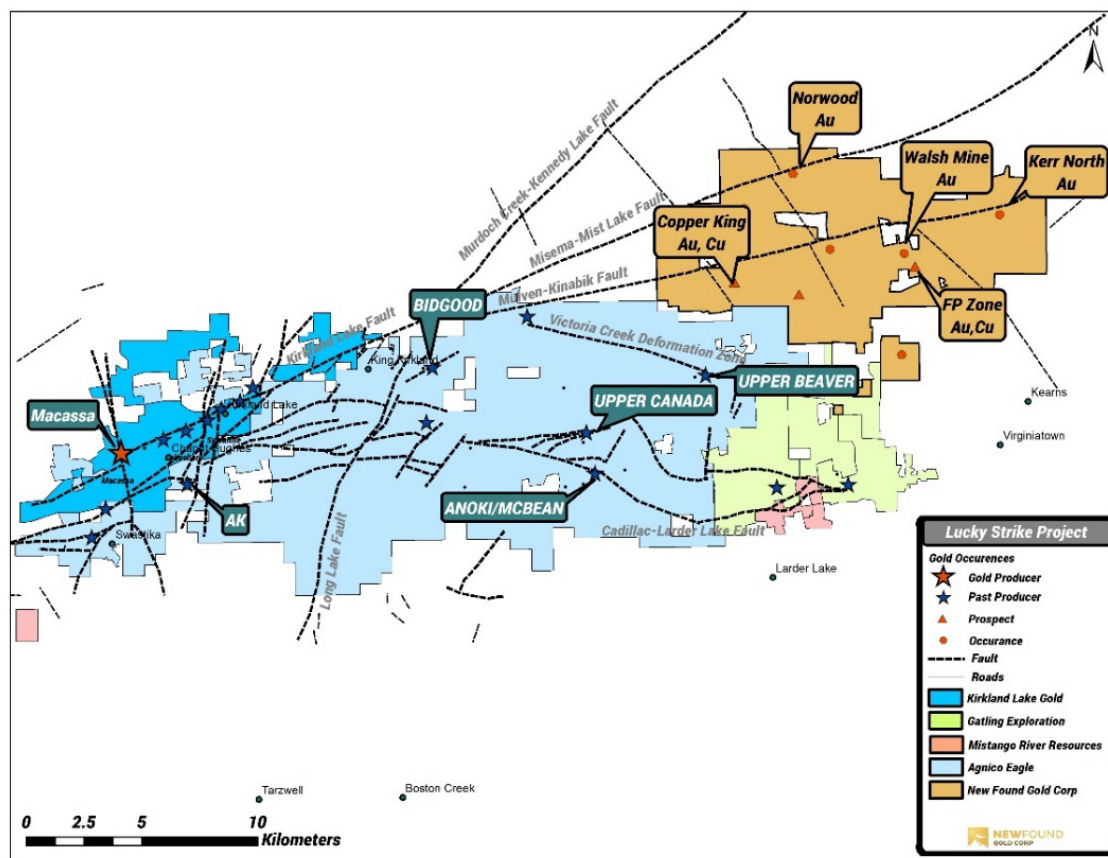 N
Norwood
Au
Walsh Mine
Au
Kerr North
Au
Copper King
Au, Cu
FP Zone
Au,Cu
Murdoch Creek-Kennedy Lake Fault
Misema-Mist Lake Fault
Mulven-Kinabik Fault
BIDGOOD
Kirkland Lake Fault
King Kirkland
Victoria Creek Deformation Zone
UPPER BEAVER
UPPER CANADA
Macassa
Kirkland Lake
Macassa
AK
ANOKI/MCBEAN
Kearns
Virginiatown
Swastika
Long Lake Fault
Cadillac-Larder Lake Fault
Larder Lake
Tarzwell
Boston Creek
0 2.5 5 10
Kilometers
Lucky Strike Project
Gold Occurences
Gold Producer
Past Producer
Prospect
Occurance
Fault
Roads
Kirkland Lake Gold
Gatling Exploration
Mistango River Resources
Agnico Eagle
New Found Gold Corp
NEWFOUND
GOLD CORP